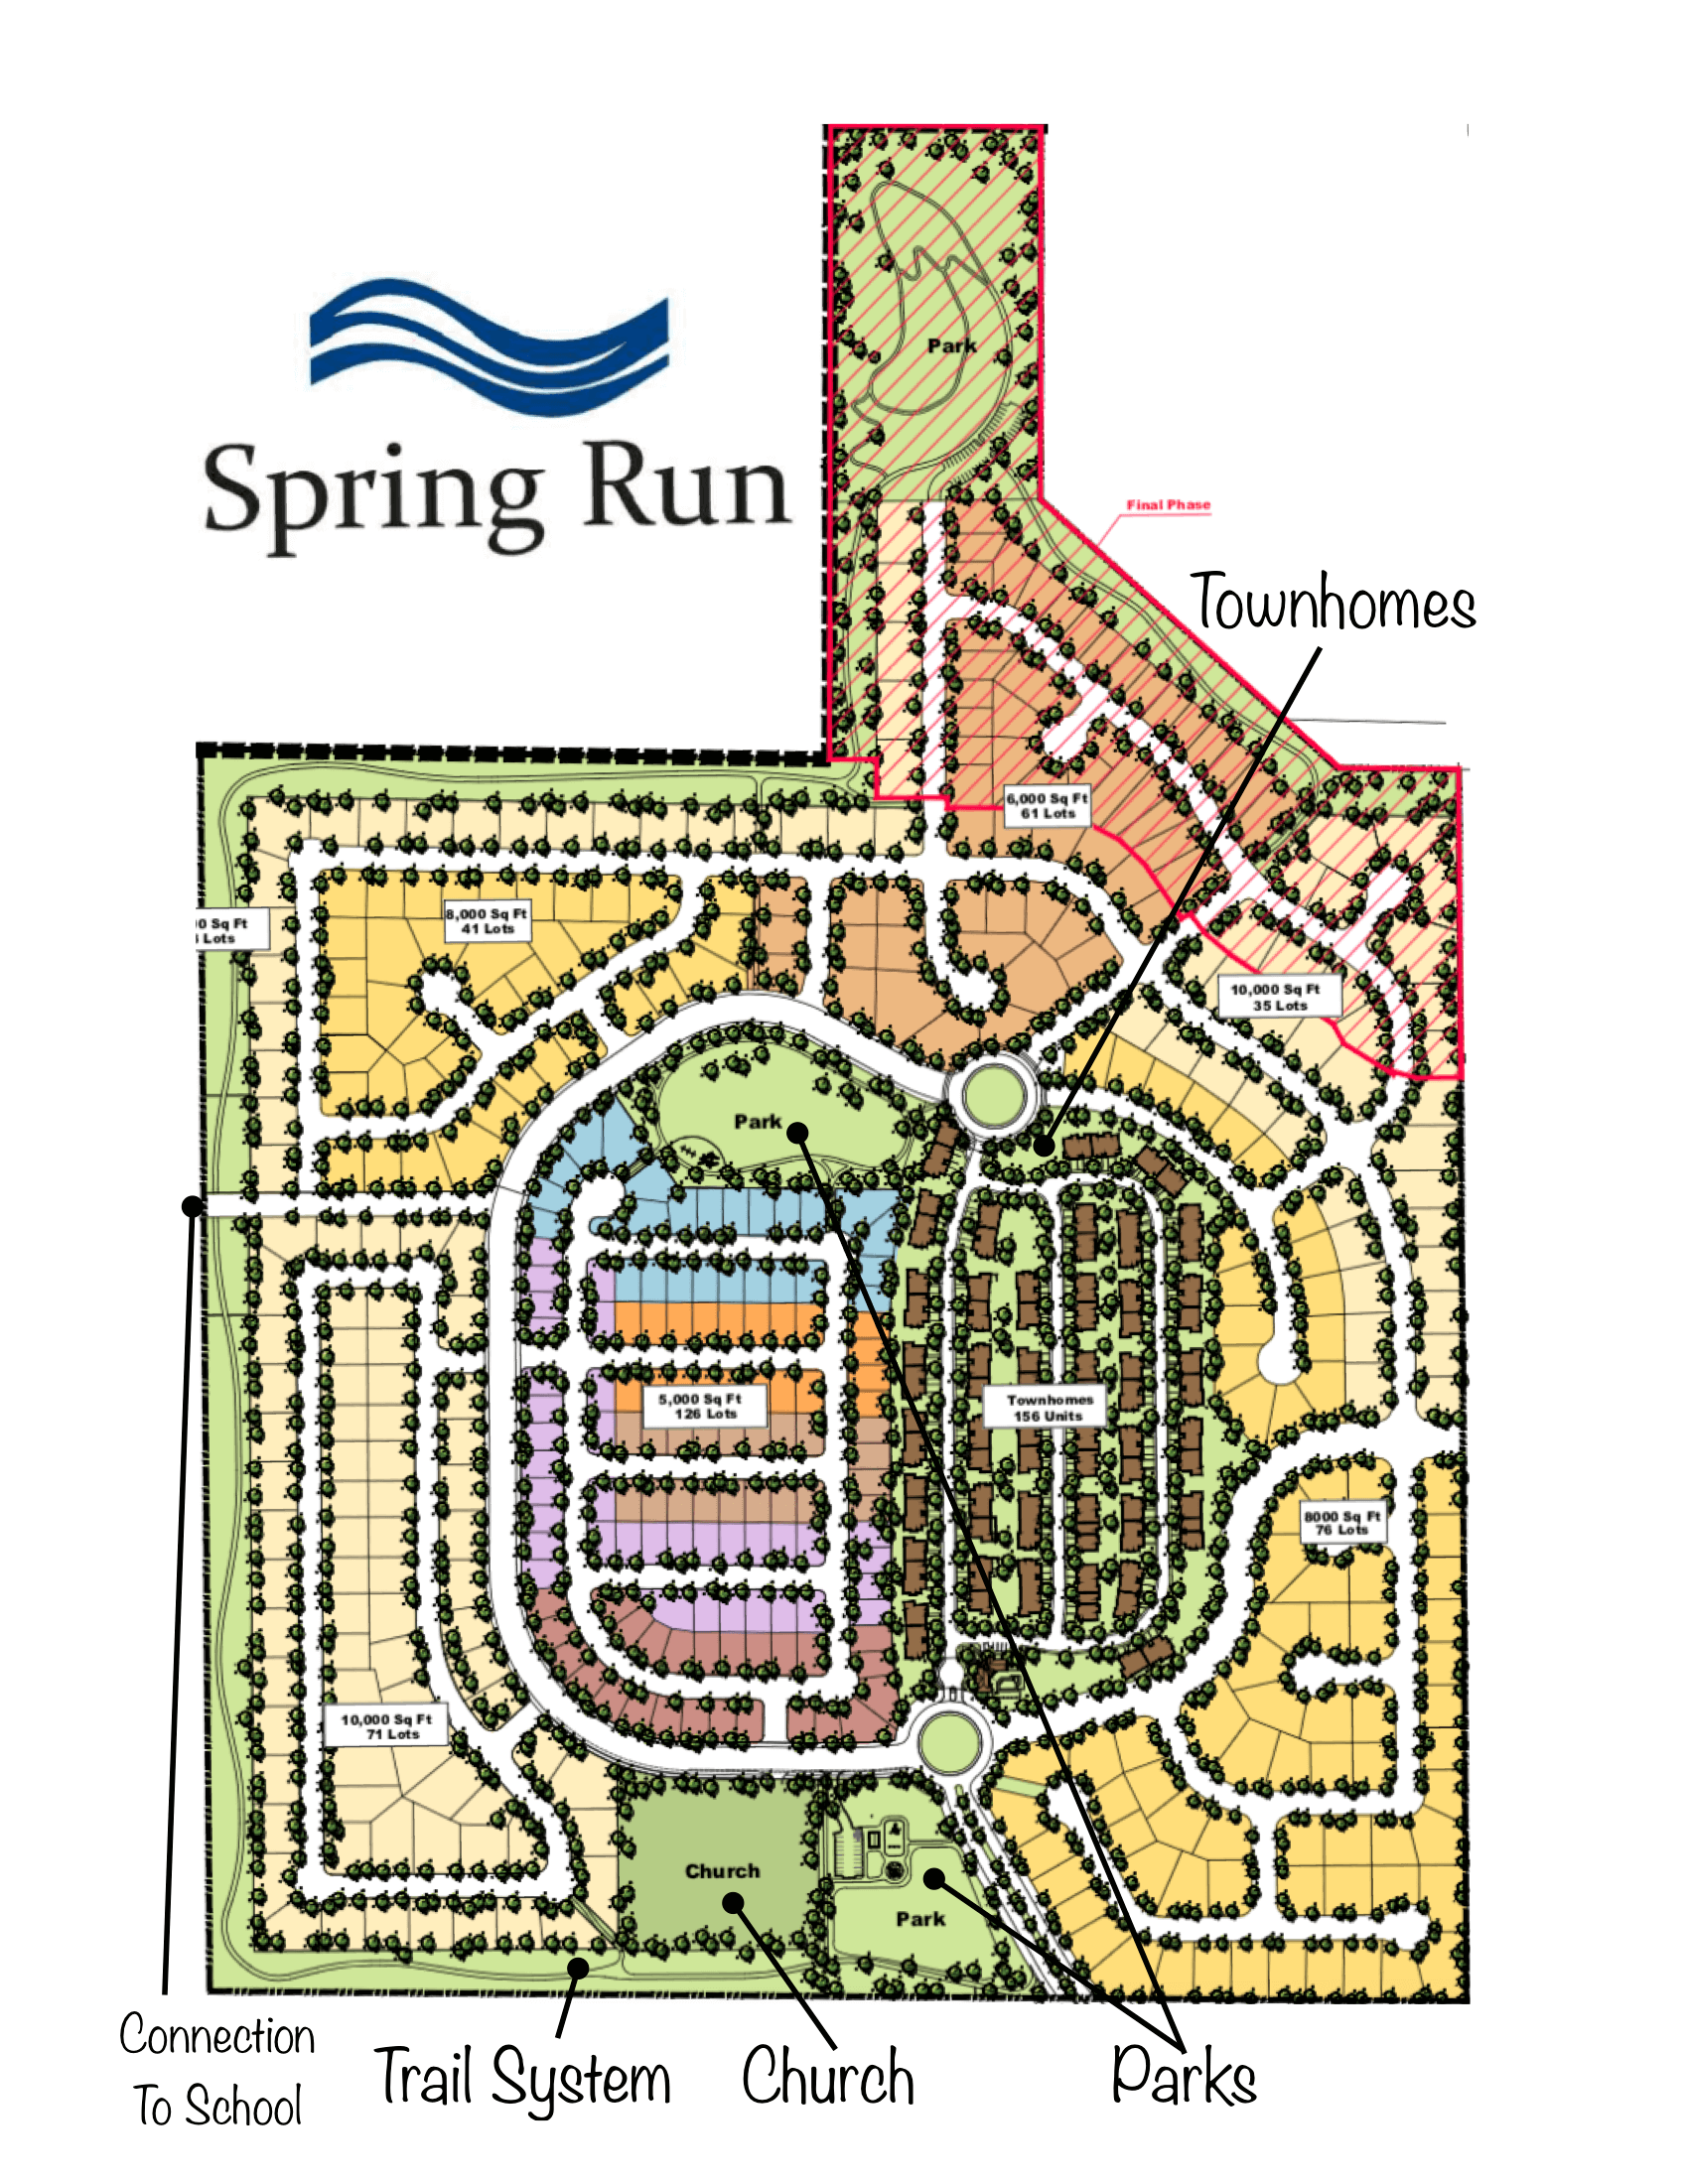 Spring Run
Park
Final Phase
Townhomes
6,000 Sq Ft
61 Lots
8,000 Sq Ft
41 Lots
0 Sq Ft
Lots
10,000 Sq Ft
35 Lots
Park
5,000 Sq Ft
126 Lots
Townhomes
156 Units
8000 Sq Ft
76 Lots
10,000 Sq Ft
71 Lots
Church
Park
Connection
To School
Trail System
Church
Parks